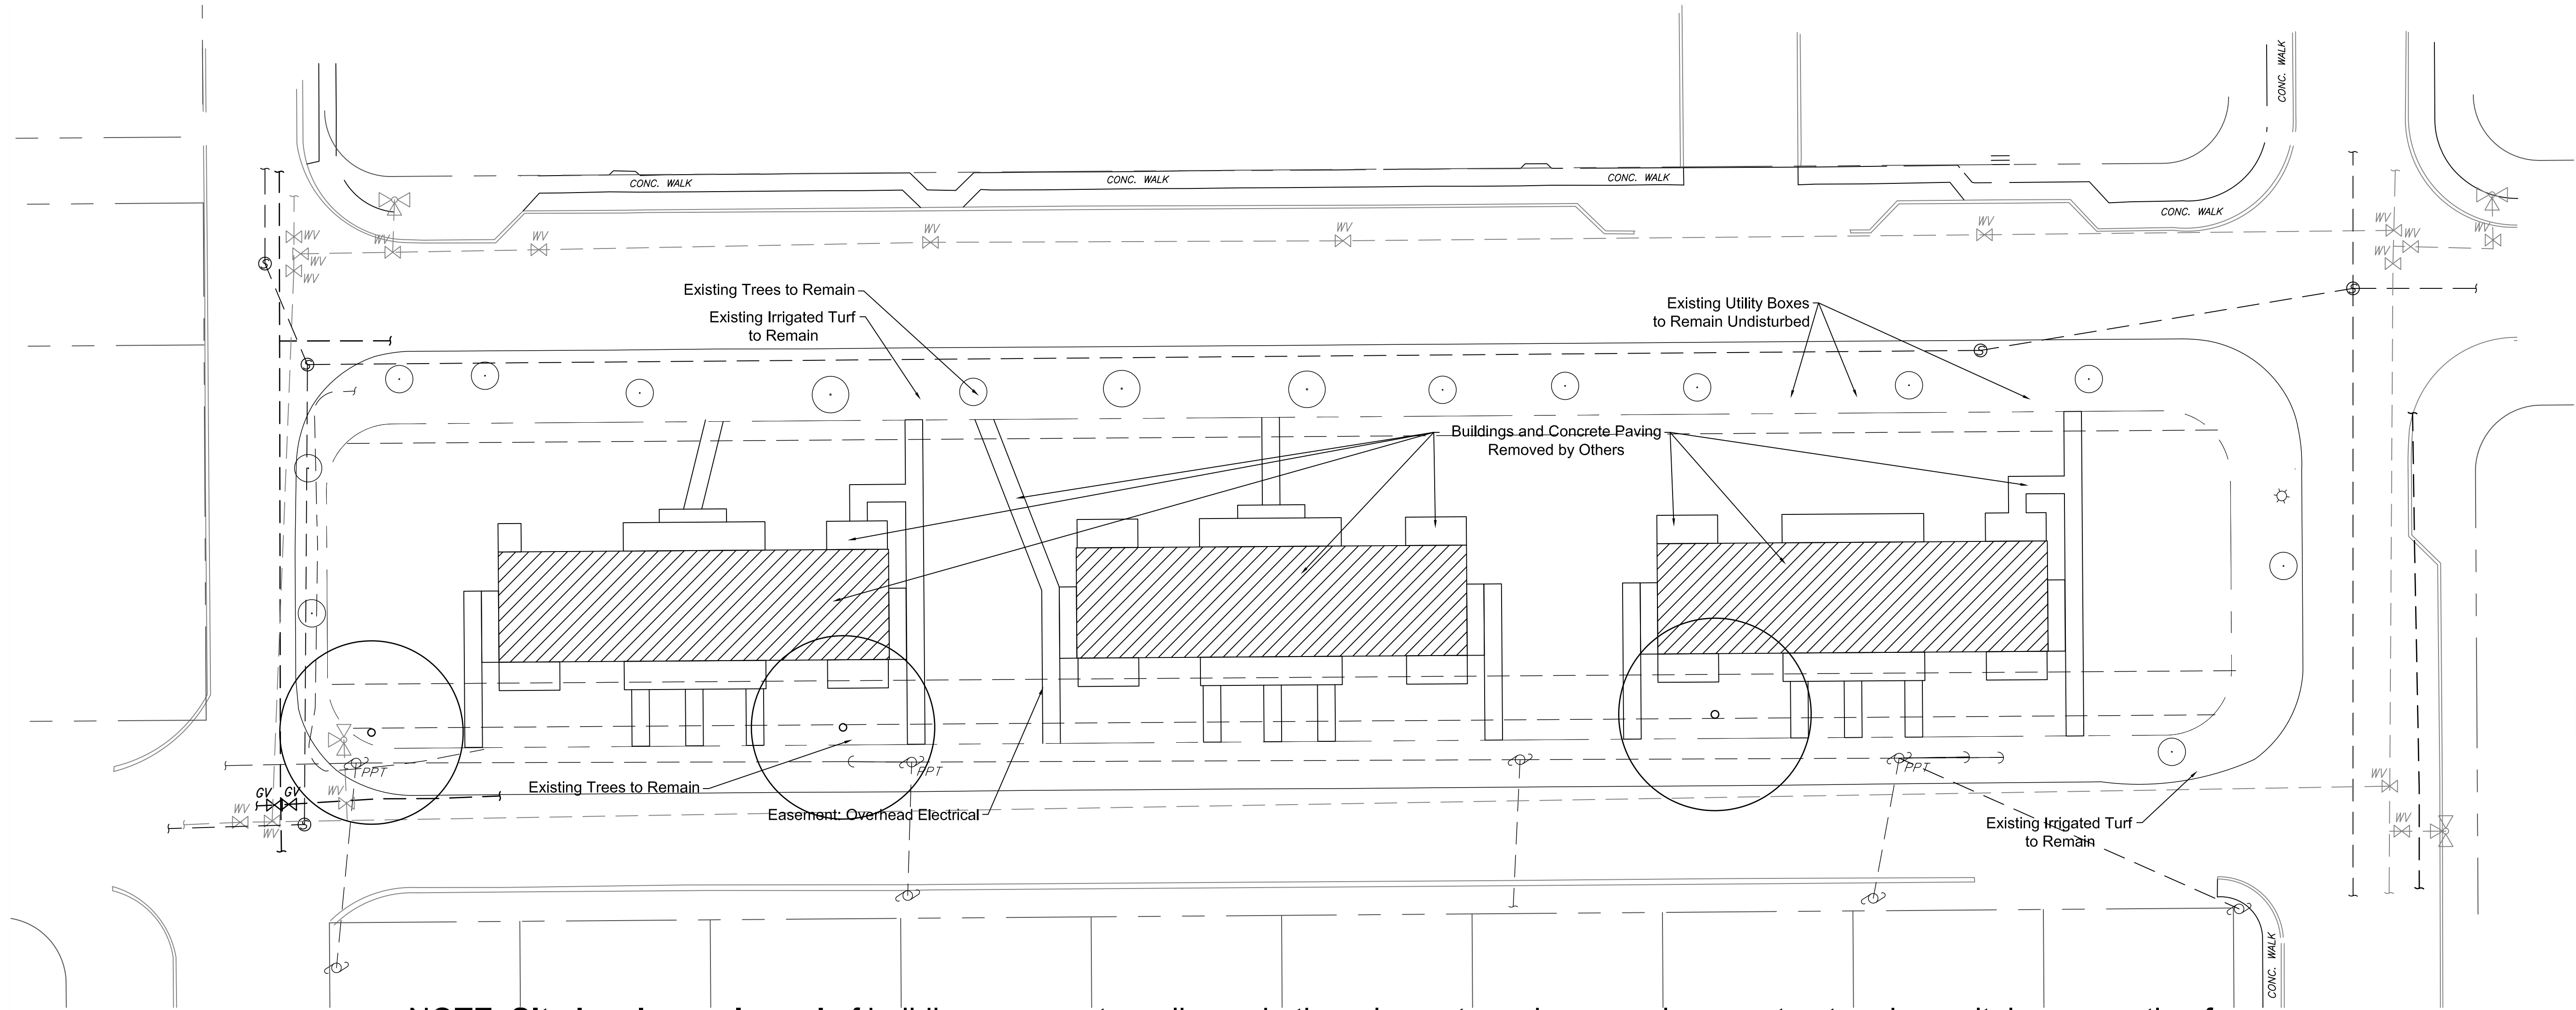 CONC. WALK
CONC. WALK
CONC. WALK
CONC. WALK
CONC. WALK
WV
WV
WV
WV
WV
WV
WV
WV
WV
WV
WV
WV
WV
Existing Trees to Remain
Existing Irrigated Turf
to Remain
Existing Utility Boxes
to Remain Undisturbed
S
S
S
S
Buildings and Concrete Paving
Removed by Others
PPT
PPT
PPT
Existing Trees to Remain
Easement: Overhead Electrical
GV
GV
WV
WV
WV
S
WV
WV
Existing Irrigated Turf
to Remain
CONC. WALK